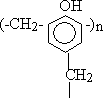 OH
(-CH₂- -)n
CH₂